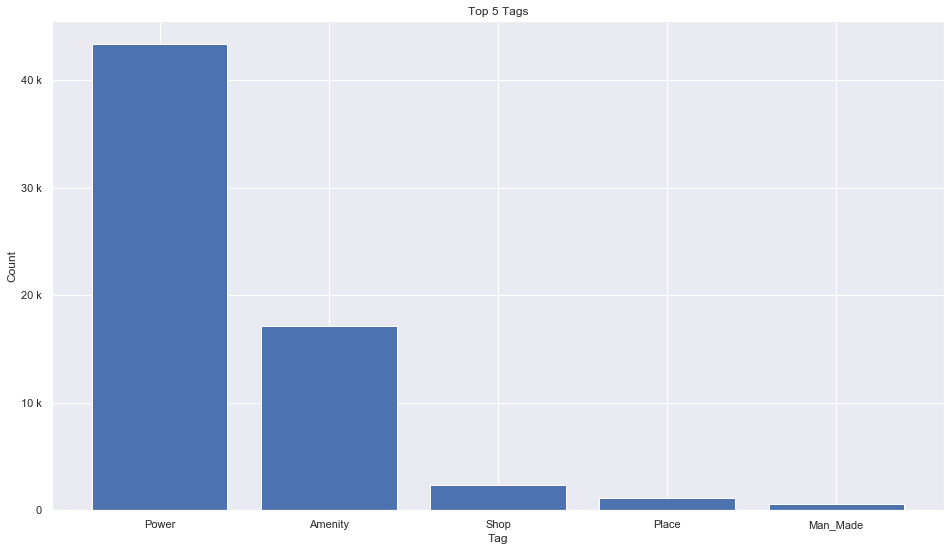 Top 5 Tags
Count
40 k
30 k
20 k
10 k
0
Power
Amenity
Shop
Place
Man_Made
Tag